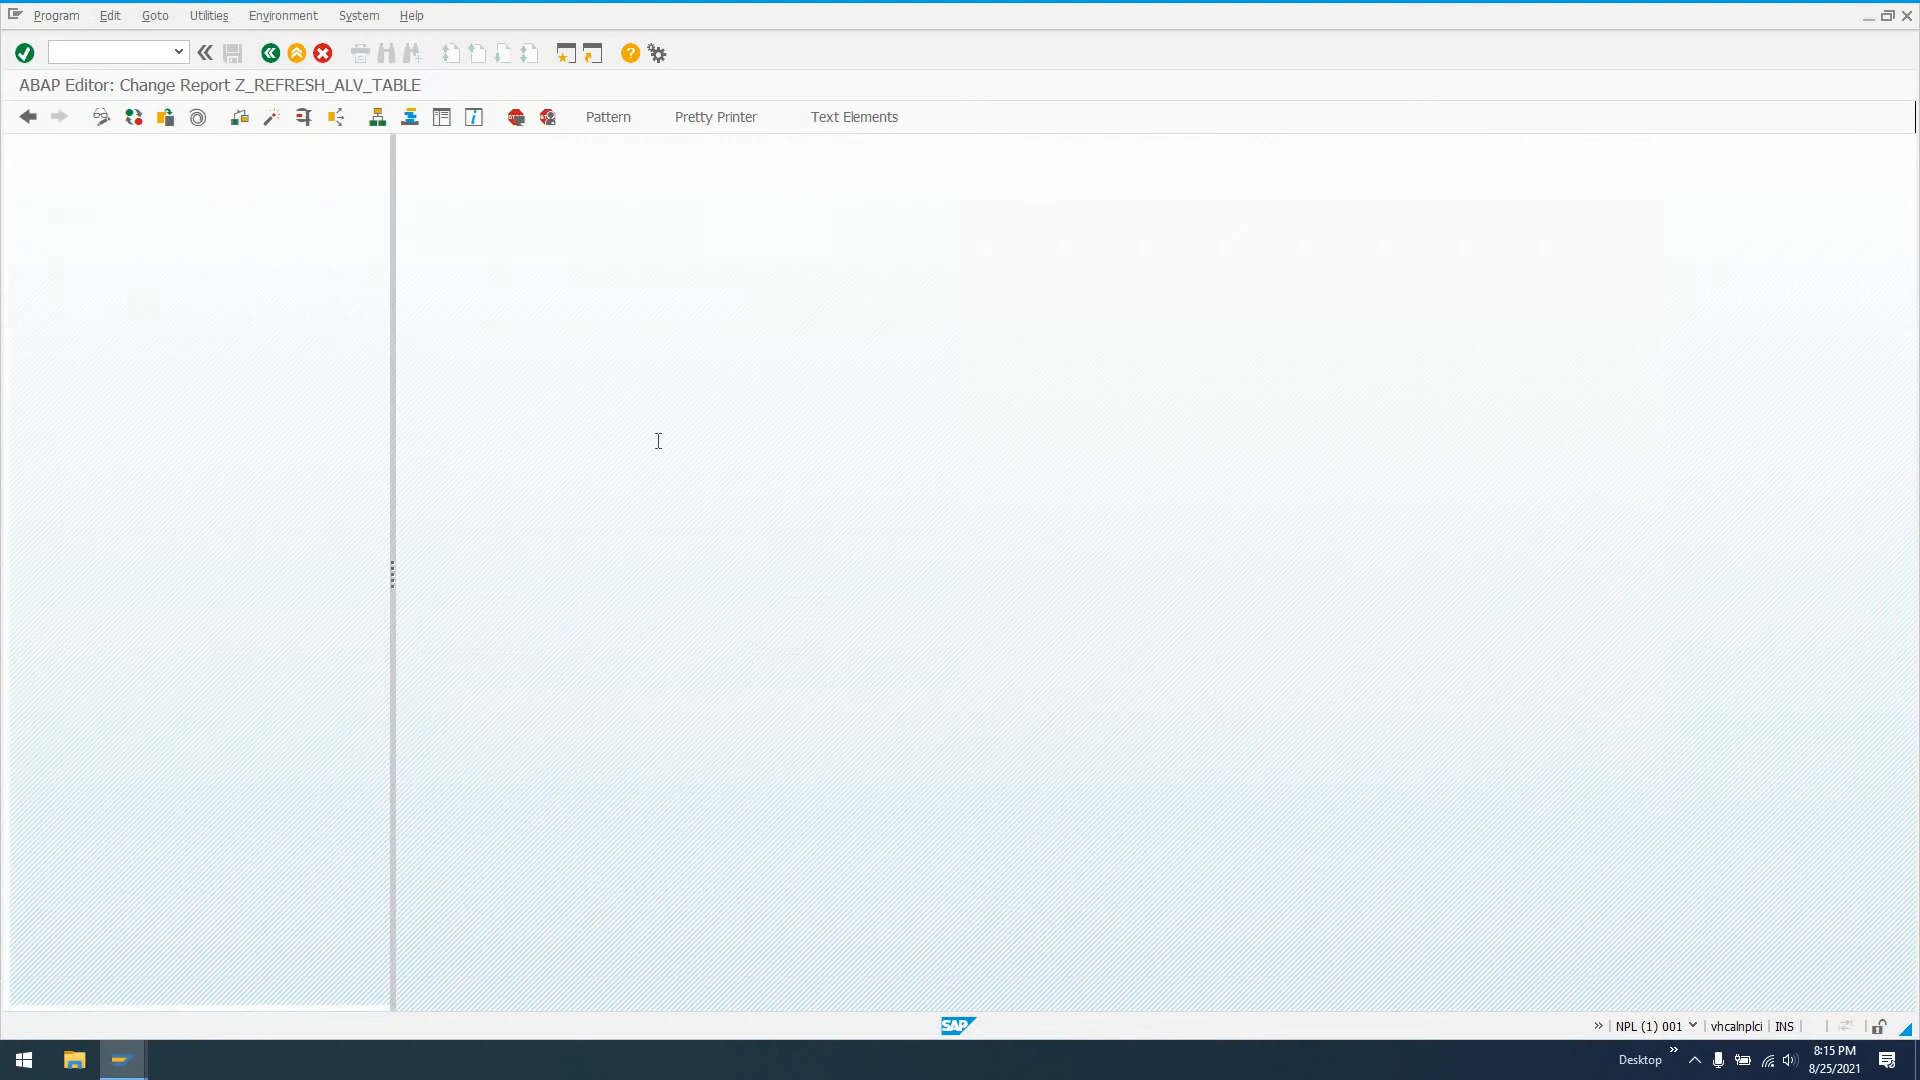 Program Edit Goto Utilities Environment System Help
ABAP Editor: Change Report Z_REFRESH_ALV_TABLE
Pattern Pretty Printer Text Elements
SAP
NPL (1) 001 vhcalnplci INS
Desktop
8:15 PM
8/25/2021